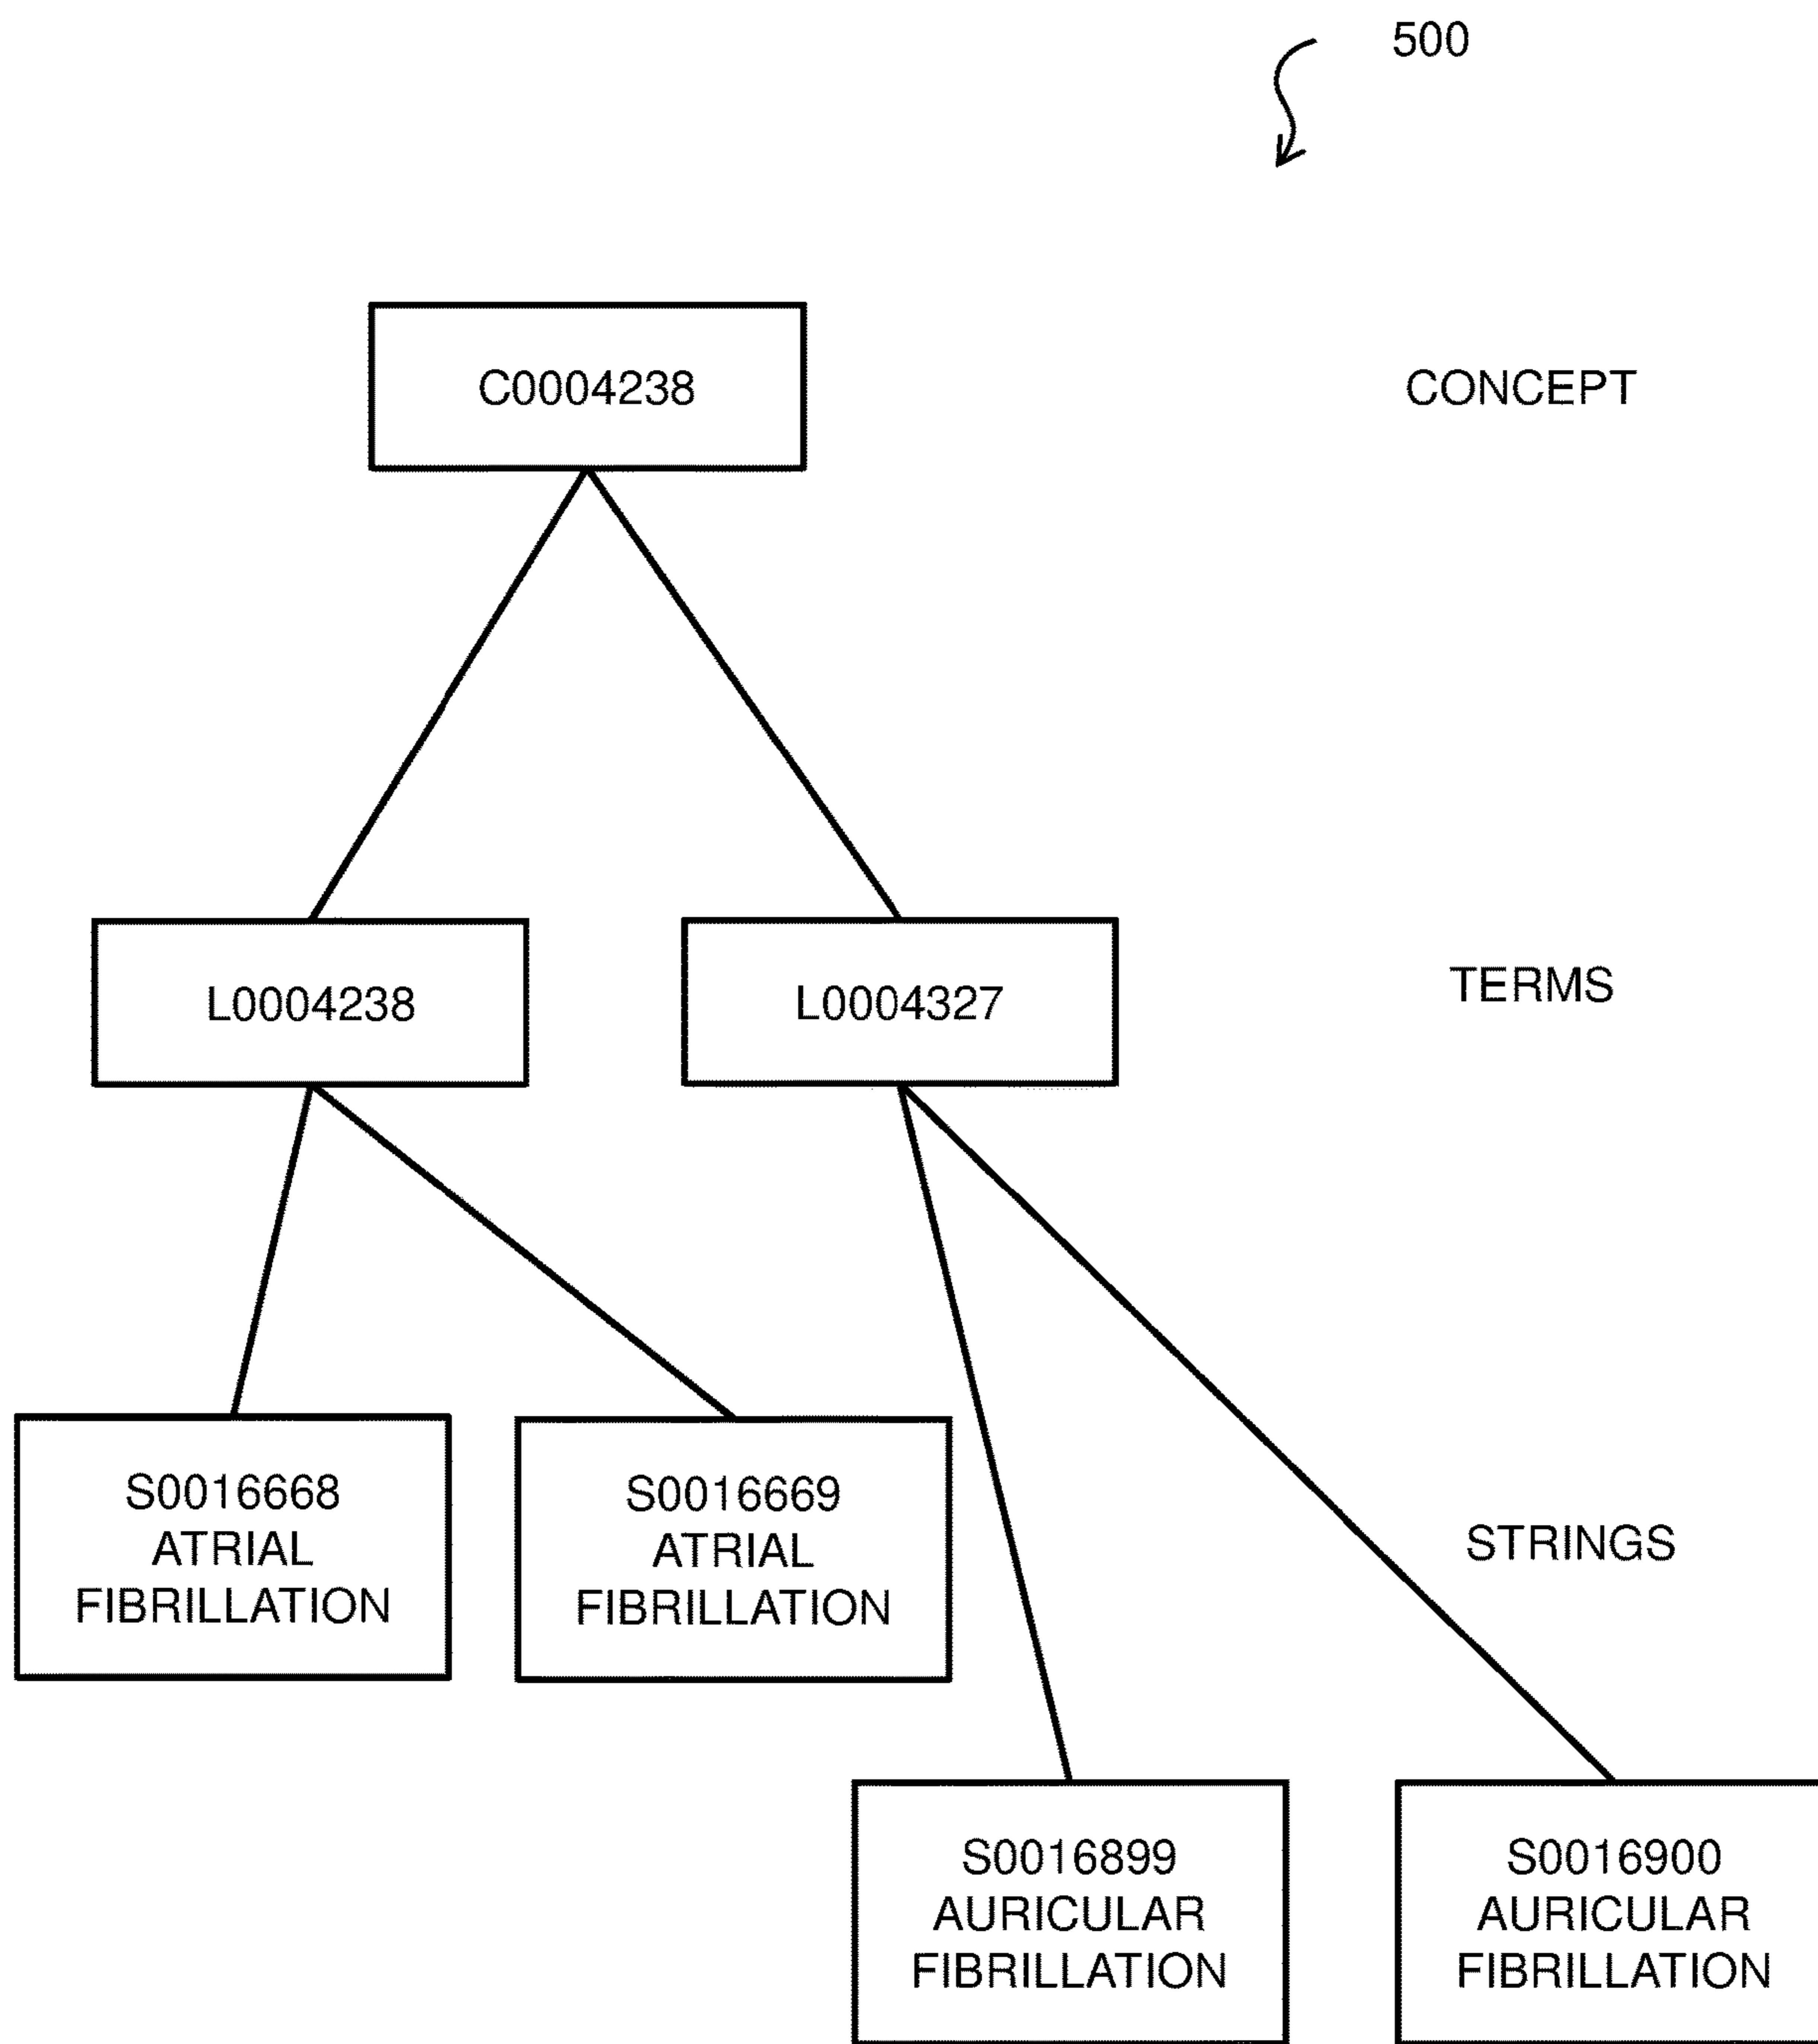 500
C0004238
CONCEPT
L0004238
L0004327
TERMS
S0016668
ATRIAL
FIBRILLATION
S0016669
ATRIAL
FIBRILLATION
STRINGS
S0016899
AURICULAR
FIBRILLATION
S0016900
AURICULAR
FIBRILLATION